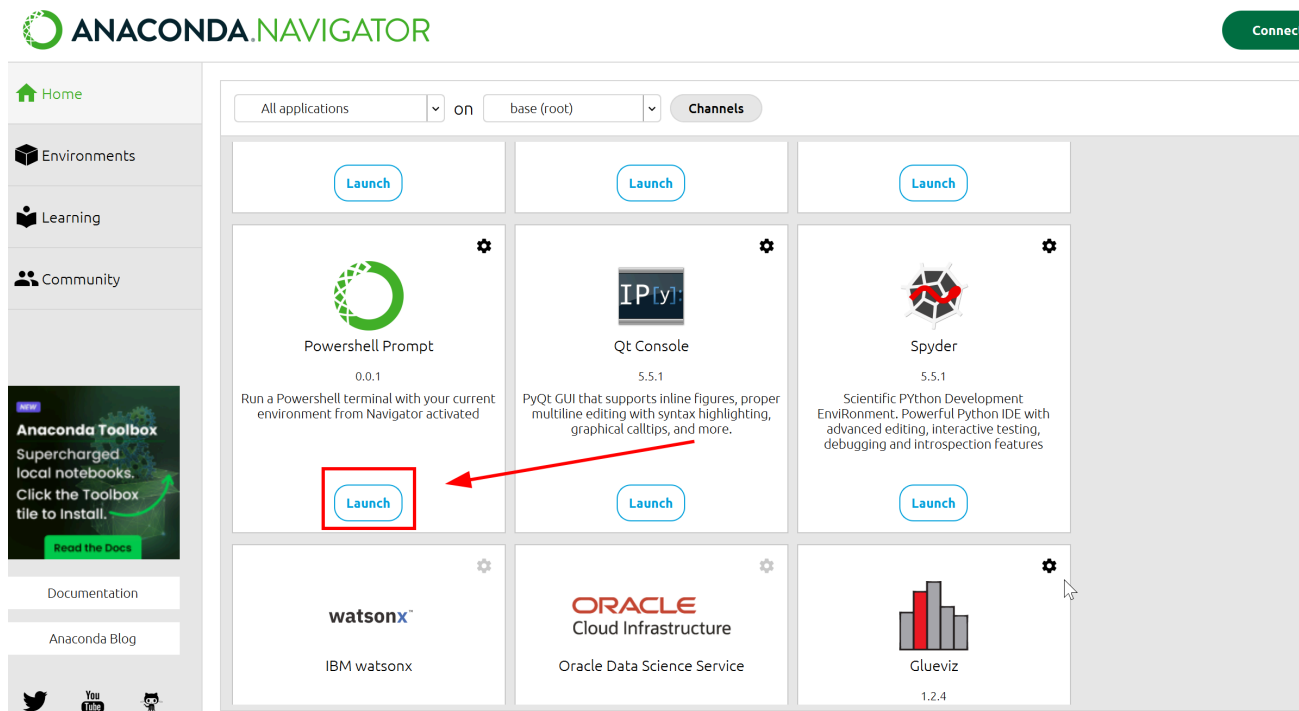 ANACONDA.NAVIGATOR
Connect
Home
Environments
Learning
Community
All applications
on
base (root)
Channels
Launch
Launch
Launch
Powershell Prompt
0.0.1
Run a Powershell terminal with your current
environment from Navigator activated
Launch
IP[y]:
Qt Console
5.5.1
PyQt GUI that supports inline figures, proper
multiline editing with syntax highlighting,
graphical calltips, and more.
Launch
Spyder
5.5.1
Scientific PYthon Development
EnviRonment. Powerful Python IDE with
advanced editing, interactive testing,
debugging and introspection features
Launch
watsonx
IBM watsonx
ORACLE
Cloud Infrastructure
Oracle Data Science Service
Glueviz
1.2.4
NEW
Anaconda Toolbox
Supercharged
local notebooks.
Click the Toolbox
tile to Install.
Read the Docs
Documentation
Anaconda Blog
You
Tube